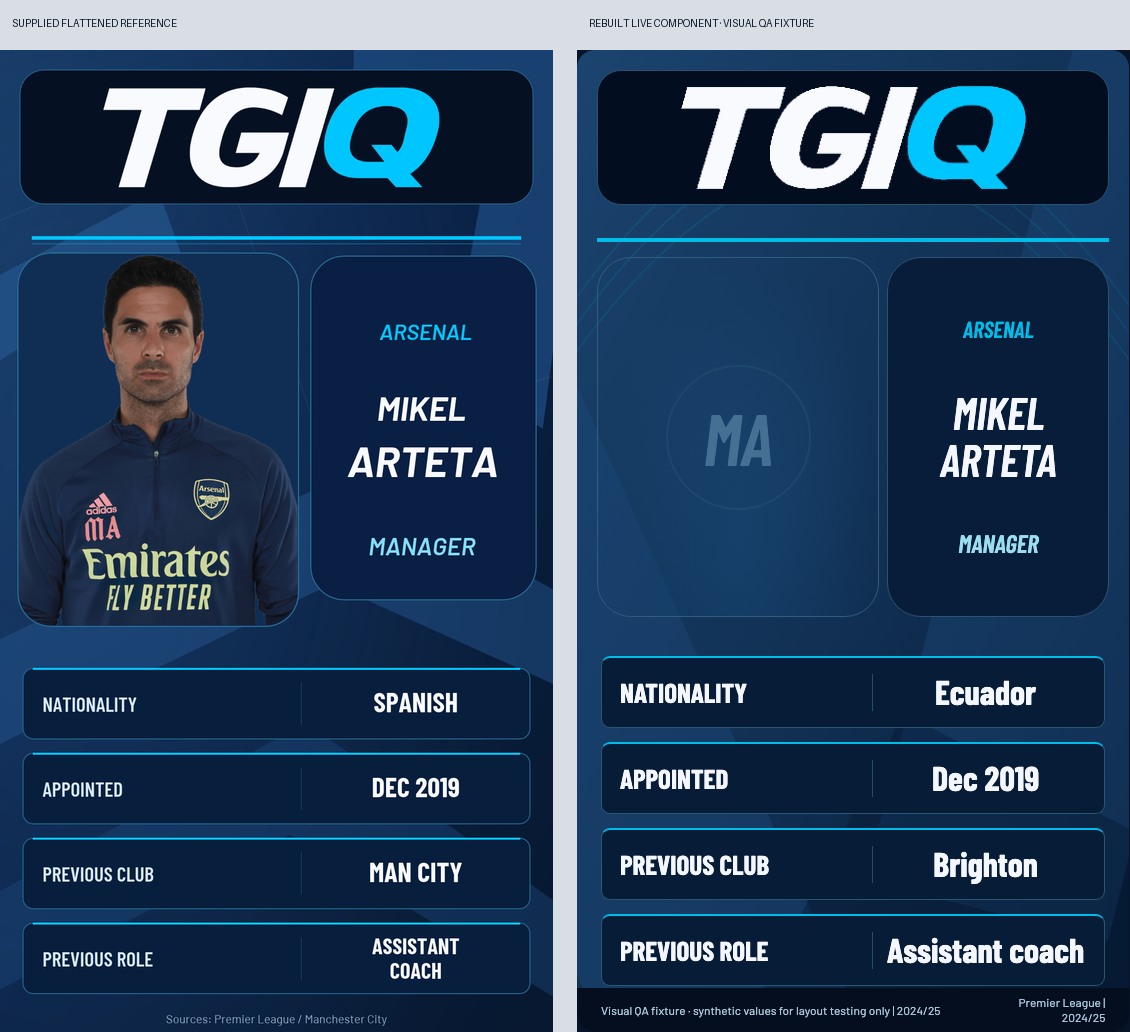 SUPPLIED FLATTENED REFERENCE
TGIQ
ARSENAL
MIKEL
ARTETA
MANAGER
adidas
MA
Arsenal
Emirates
FLY BETTER
NATIONALITY
SPANISH
APPOINTED
DEC 2019
PREVIOUS CLUB
MAN CITY
PREVIOUS ROLE
ASSISTANT
COACH
Sources: Premier League / Manchester City
REBUILT LIVE COMPONENT · VISUAL QA FIXTURE
TGIQ
MA
ARSENAL
MIKEL
ARTETA
MANAGER
NATIONALITY
Ecuador
APPOINTED
Dec 2019
PREVIOUS CLUB
Brighton
PREVIOUS ROLE
Assistant coach
Visual QA fixture · synthetic values for layout testing only | 2024/25
Premier League |
2024/25